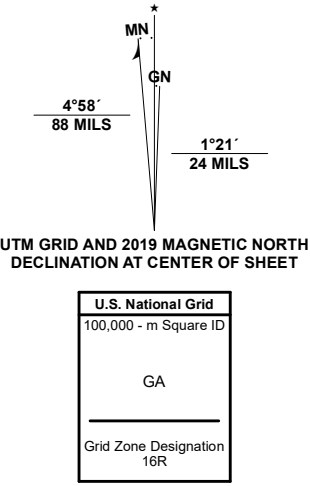 MN
GN
4°58´
88 MILS
1°21´
24 MILS
UTM GRID AND 2019 MAGNETIC NORTH
DECLINATION AT CENTER OF SHEET
U.S. National Grid
100,000 - m Square ID
GA
Grid Zone Designation
16R